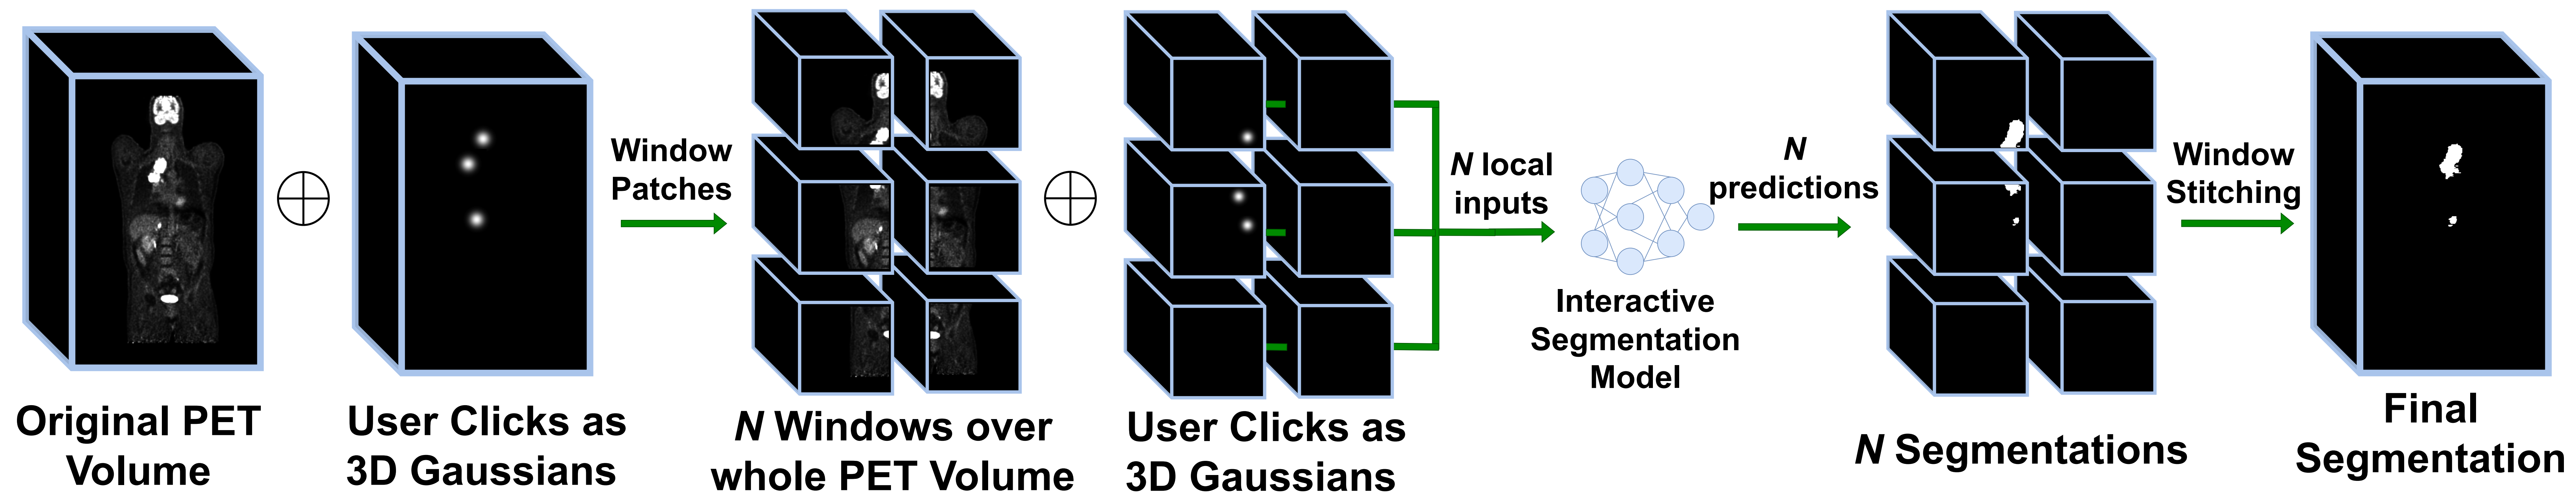 Original PET
Volume
User Clicks as
3D Gaussians
Window
Patches
N Windows over
whole PET Volume
User Clicks as
3D Gaussians
N local
inputs
Interactive
Segmentation
Model
N
predictions
N Segmentations
Window
Stitching
Final
Segmentation